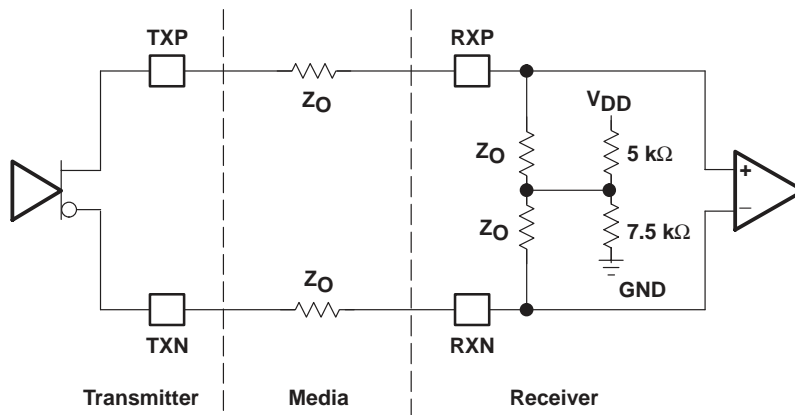 TXP
RXP
ZO
VDD
ZO
5 kΩ
+
−
ZO
7.5 kΩ
ZO
GND
TXN
RXN
Transmitter
Media
Receiver